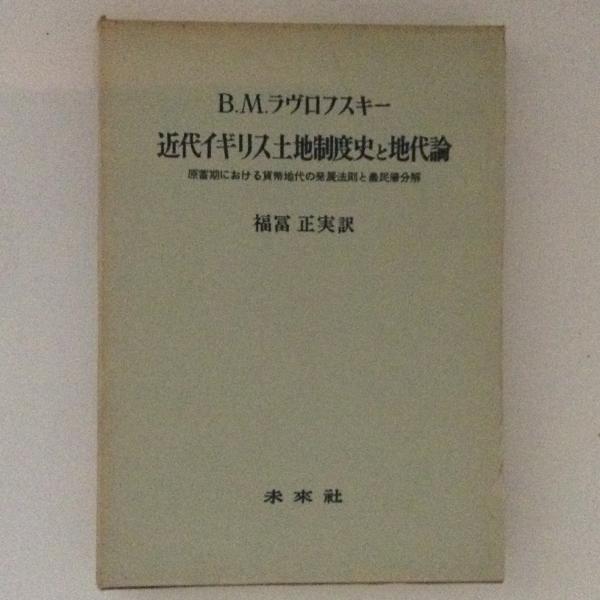 B.M.ラヴロフスキー
近代イギリス土地制度史と地代論
原蓄期における貨幣地代の発展法則と農民層分解
福冨 正実訳
未來社